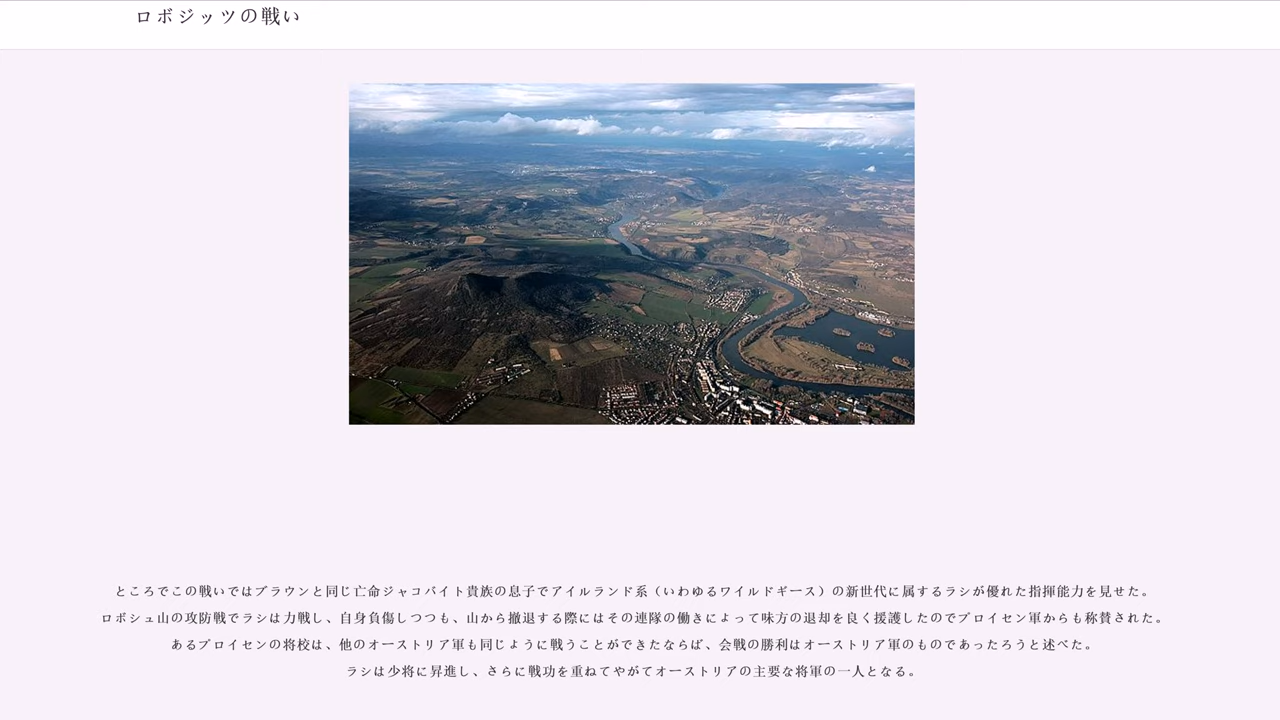 ロボジッツの戦い
ところでこの戦いではブラウンと同じ亡命ジャコバイト貴族の息子でアイルランド系（いわゆるワイルドギース）の新世代に属するラシが優れた指揮能力を見せた。
ロボシュ山の攻防戦でラシは力戦し、自身負傷しつつも、山から撤退する際にはその連隊の働きによって味方の退却を良く援護したのでプロイセン軍からも称賛された。
あるプロイセンの将校は、他のオーストリア軍も同じように戦うことができたならば、会戦の勝利はオーストリア軍のものであったろうと述べた。
ラシは少将に昇進し、さらに戦功を重ねてやがてオーストリアの主要な将軍の一人となる。